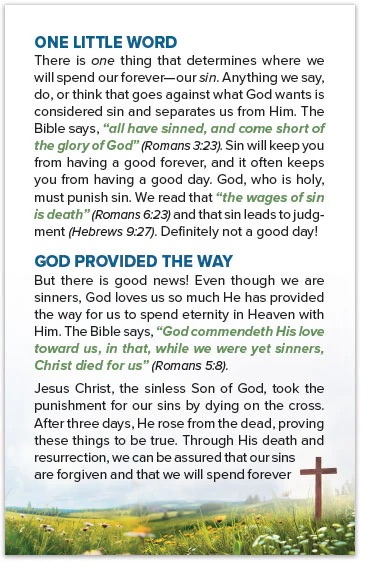 ONE LITTLE WORD
There is one thing that determines where we
will spend our forever—our sin. Anything we say,
do, or think that goes against what God wants is
considered sin and separates us from Him. The
Bible says, “all have sinned, and come short of
the glory of God” (Romans 3:23). Sin will keep you
from having a good forever, and it often keeps
you from having a good day. God, who is holy,
must punish sin. We read that “the wages of sin
is death” (Romans 6:23) and that sin leads to judg-
ment (Hebrews 9:27). Definitely not a good day!
GOD PROVIDED THE WAY
But there is good news! Even though we are
sinners, God loves us so much He has provided
the way for us to spend eternity in Heaven with
Him. The Bible says, “God commendeth His love
toward us, in that, while we were yet sinners,
Christ died for us” (Romans 5:8).
Jesus Christ, the sinless Son of God, took the
punishment for our sins by dying on the cross.
After three days, He rose from the dead, proving
these things to be true. Through His death and
resurrection, we can be assured that our sins
are forgiven and that we will spend forever